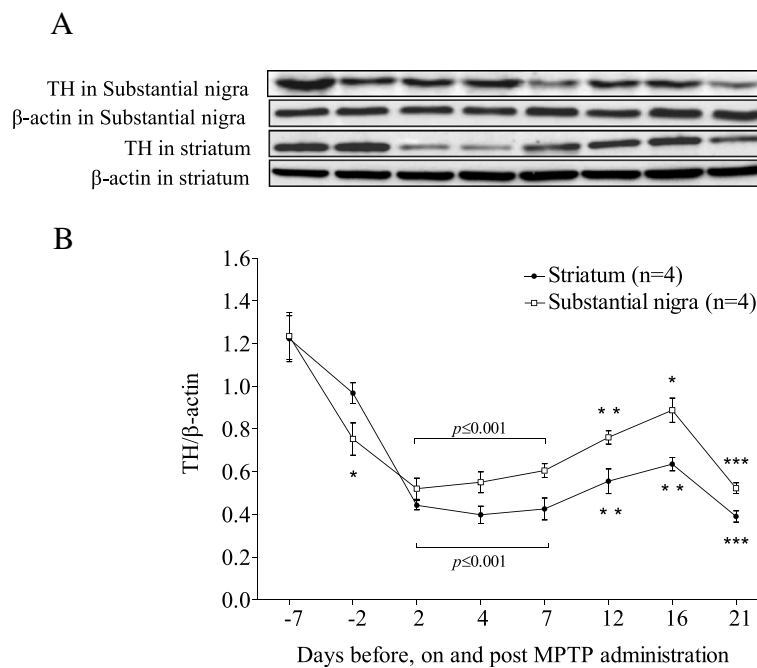 A
TH in Substantial nigra
β-actin in Substantial nigra
TH in striatum
β-actin in striatum
B
1.6
1.4
1.2
1.0
0.8
0.6
0.4
0.2
0.0
TH/β-actin
Striatum (n=4)
Substantial nigra (n=4)
*
p≤0.001
p≤0.001
* *
* *
*
* *
***
***
-7 -2 2 4 7 12 16 21
Days before, on and post MPTP administration